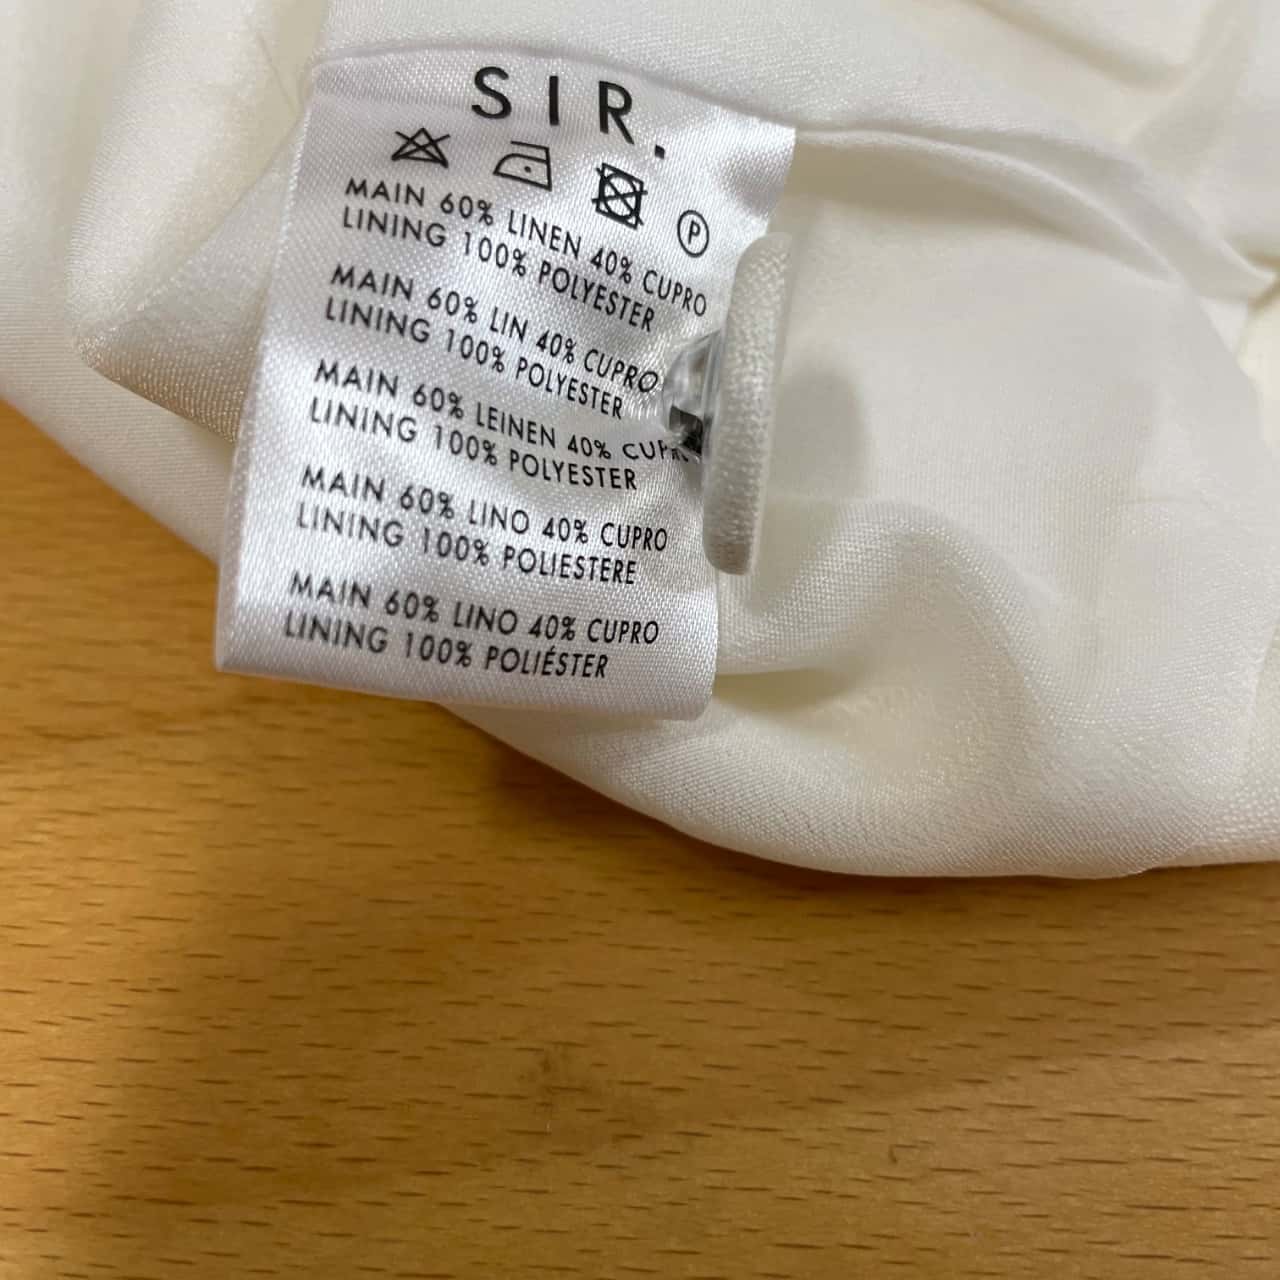 SIR.
P
MAIN 60% LINEN 40% CUPRO
LINING 100% POLYESTER
MAIN 60% LIN 40% CUPRO
LINING 100% POLYESTER
MAIN 60% LEINEN 40% CUPRO
LINING 100% POLYESTER
MAIN 60% LINO 40% CUPRO
LINING 100% POLIESTERE
MAIN 60% LINO 40% CUPRO
LINING 100% POLIÉSTER